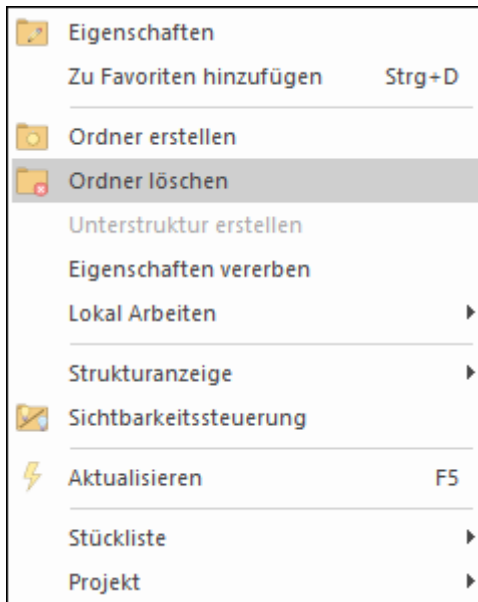 Eigenschaften
Zu Favoriten hinzufügen Strg+D
Ordner erstellen
Ordner löschen
Unterstruktur erstellen
Eigenschaften vererben
Lokal Arbeiten
Strukturanzeige
Sichtbarkeitssteuerung
Aktualisieren F5
Stückliste
Projekt